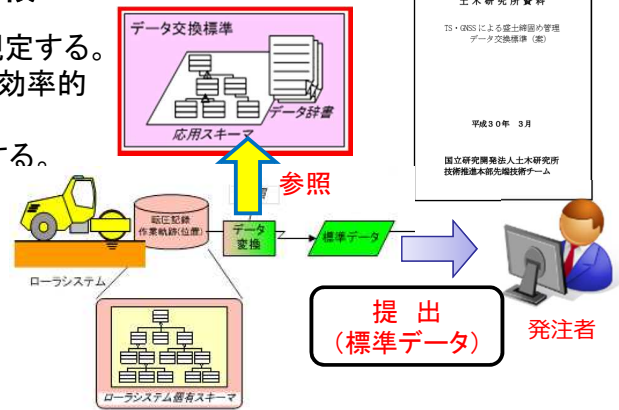 規定する。
効率的
する。
データ交換標準
応用スキーマ
データ辞書
土木研究所資料
TS・GNSSによる盛土締固め管理
データ交換標準（案）
平成３０年　３月
国立研究開発法人土木研究所
技術推進本部先端技術チーム
参照
転圧記録
作業軌跡(位置)
データ
変換
標準データ
ローラシステム
提 出
(標準データ)
発注者
ローラシステム個有スキーマ